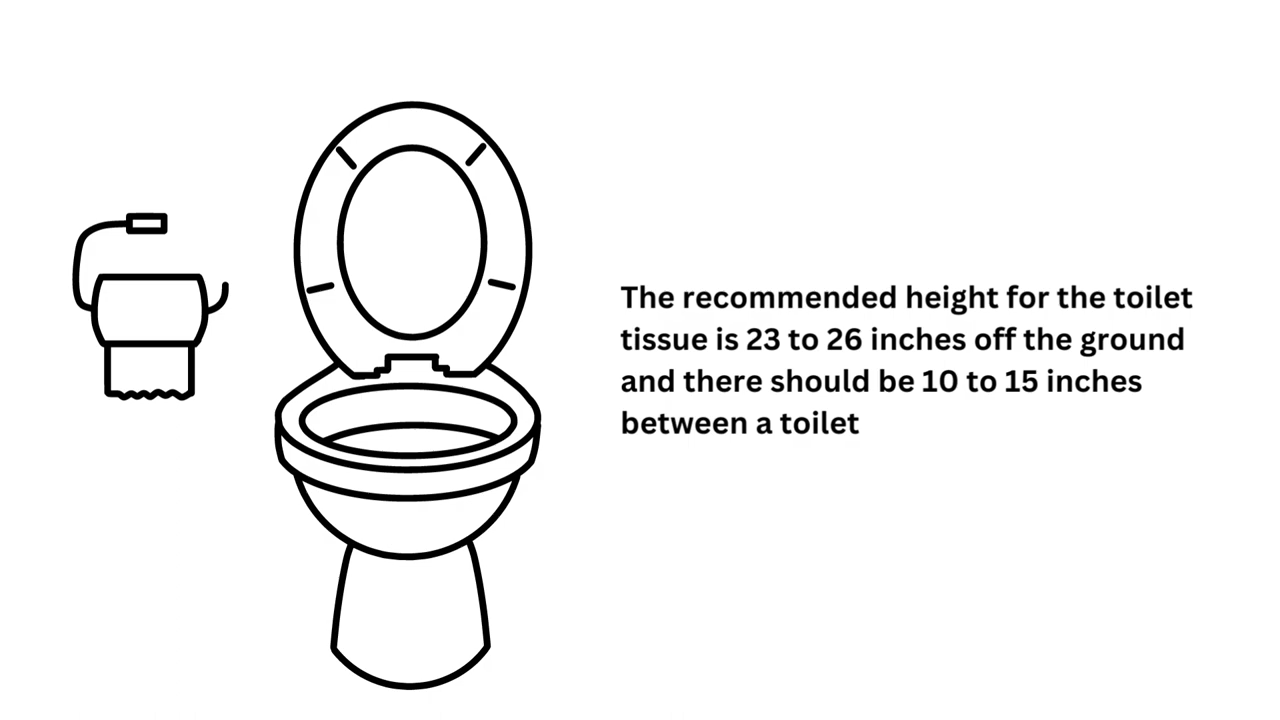 The recommended height for the toilet
tissue is 23 to 26 inches off the ground
and there should be 10 to 15 inches
between a toilet